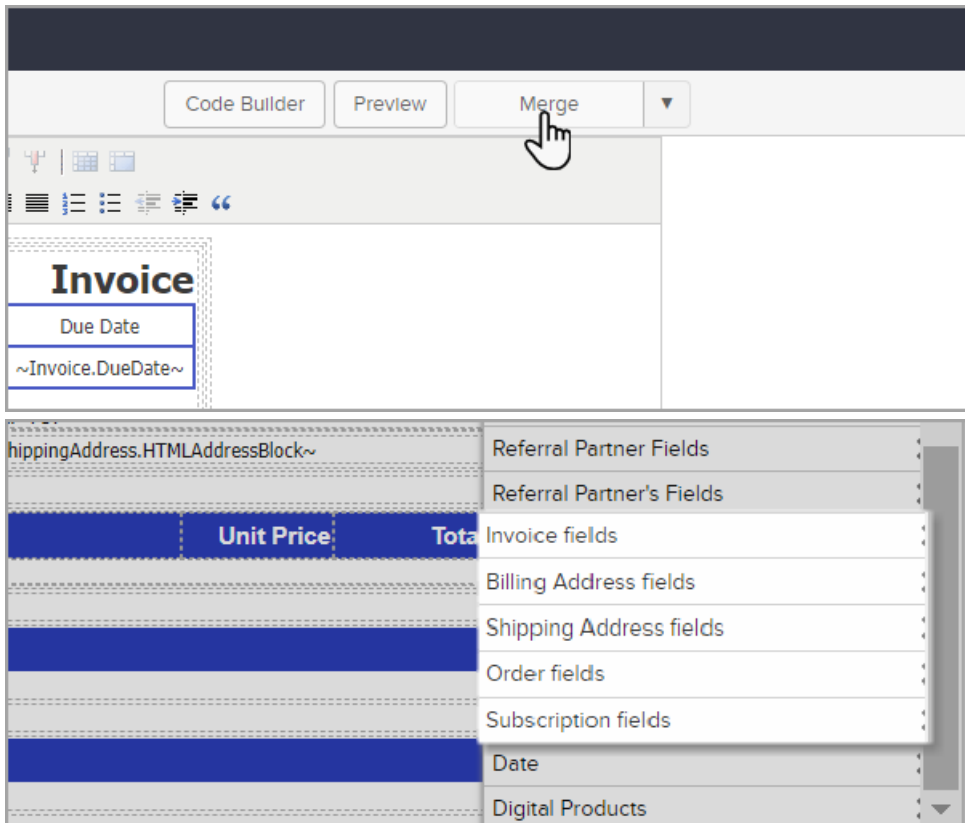 Code Builder Preview Merge
Invoice
Due Date
~Invoice.DueDate~
hippingAddress.HTMLAddressBlock~
Referral Partner Fields
Referral Partner's Fields
Unit Price Tota
Invoice fields
Billing Address fields
Shipping Address fields
Order fields
Subscription fields
Date
Digital Products